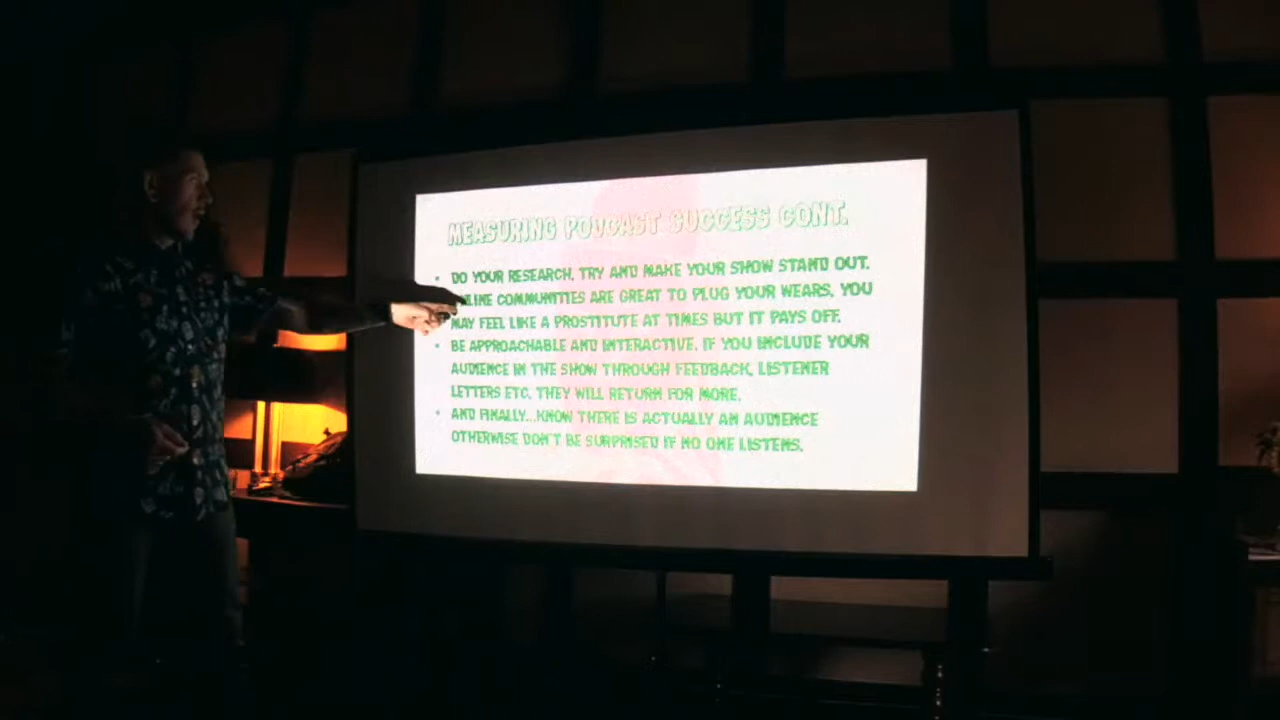 MEASURING PODCAST SUCCESS CONT.
• DO YOUR RESEARCH, TRY AND MAKE YOUR SHOW STAND OUT.
COMMUNITIES ARE GREAT TO PLUG YOUR WEARS, YOU
MAY FEEL LIKE A PROSTITUTE AT TIMES BUT IT PAYS OFF.
• BE APPROACHABLE AND INTERACTIVE. IF YOU INCLUDE YOUR
AUDIENCE IN THE SHOW THROUGH FEEDBACK, LISTENER
LETTERS ETC. THEY WILL RETURN FOR MORE.
• AND FINALLY...KNOW THERE IS ACTUALLY AN AUDIENCE
OTHERWISE DON'T BE SURPRISED IF NO ONE LISTENS.